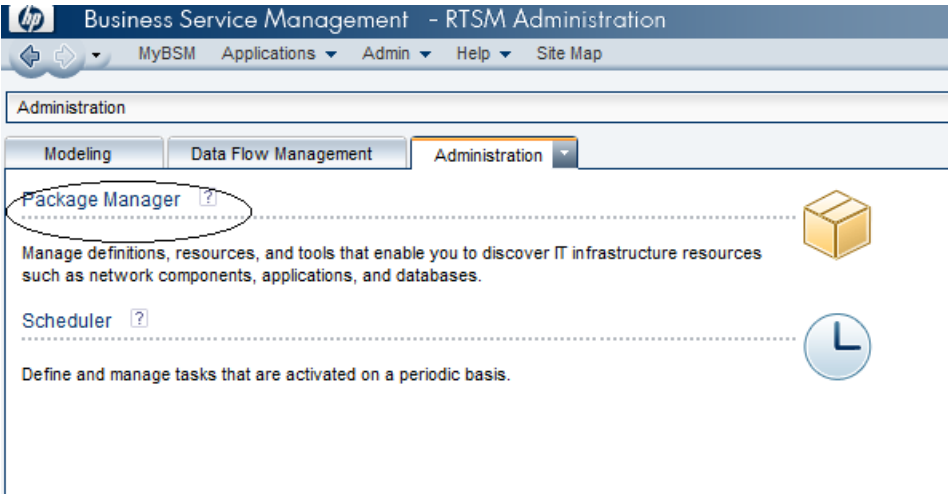 hp Business Service Management - RTSM Administration
MyBSM Applications Admin Help Site Map
Administration
Modeling Data Flow Management Administration
Package Manager ?
Manage definitions, resources, and tools that enable you to discover IT infrastructure resources
such as network components, applications, and databases.
Scheduler ?
Define and manage tasks that are activated on a periodic basis.